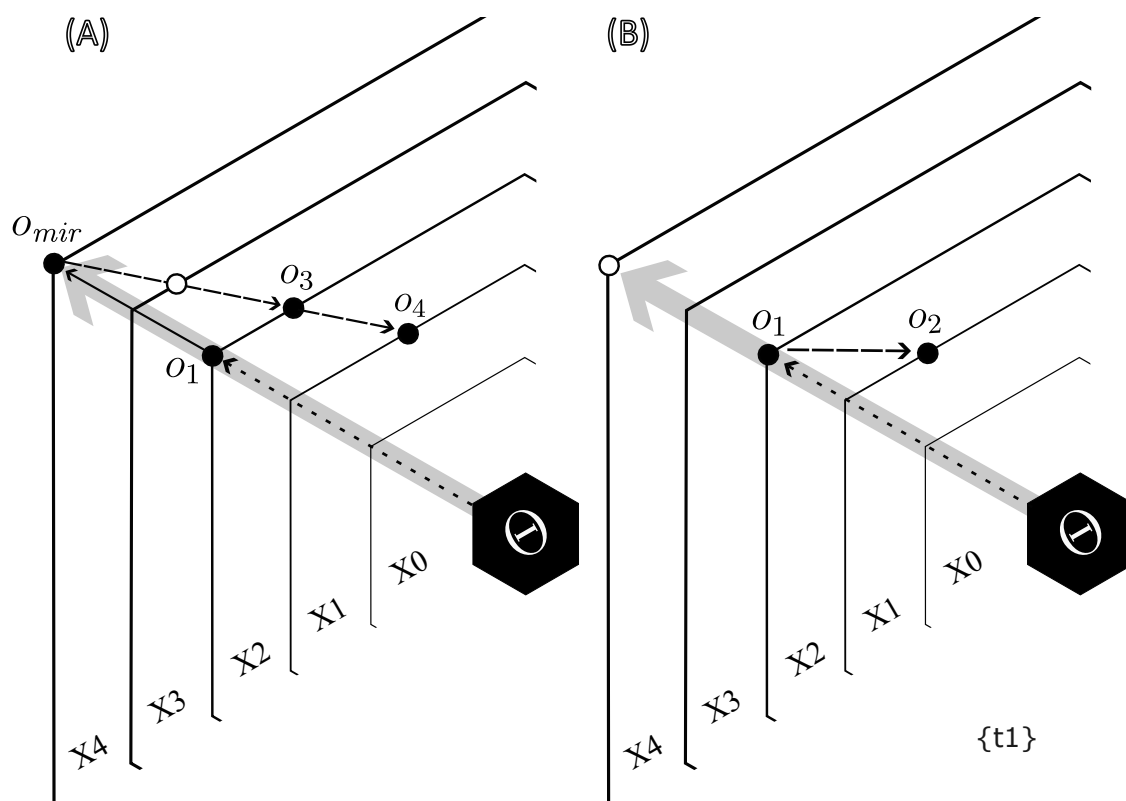 (A)
o_mir
o_3
o_4
o_1
Θ
X0
X1
X2
X3
X4
(B)
o_1
o_2
Θ
X0
X1
X2
X3
X4
{t1}